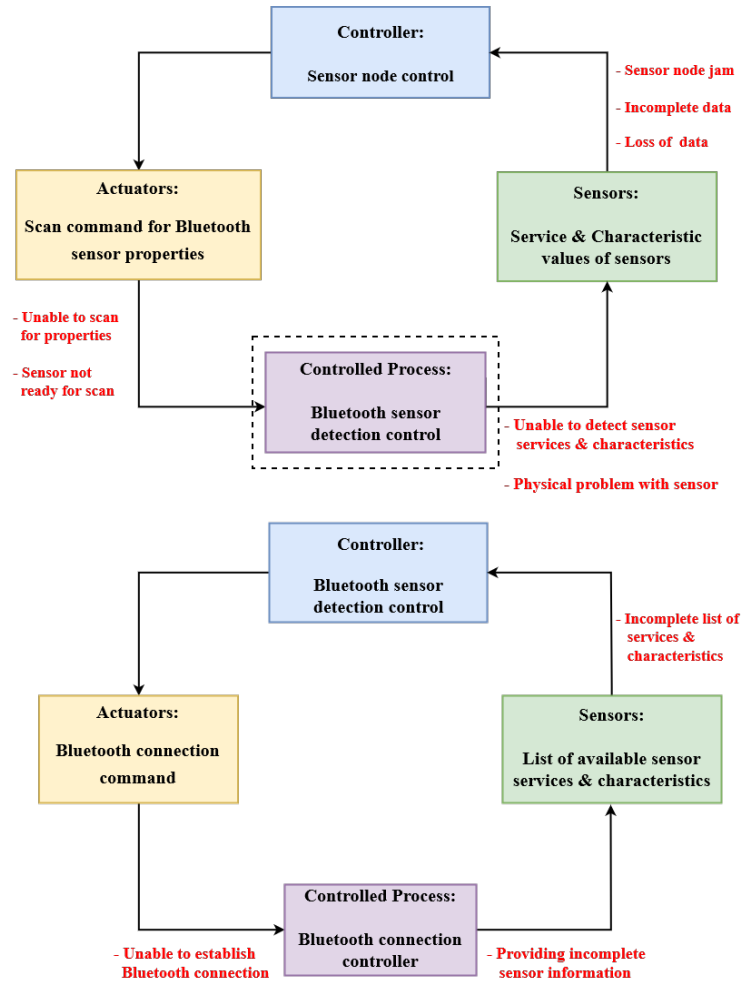 Controller:
Sensor node control
- Sensor node jam
- Incomplete data
- Loss of data
Actuators:
Scan command for Bluetooth
sensor properties
Sensors:
Service & Characteristic
values of sensors
- Unable to scan
for properties
- Sensor not
ready for scan
Controlled Process:
Bluetooth sensor
detection control
- Unable to detect sensor
services & characteristics
- Physical problem with sensor
Controller:
Bluetooth sensor
detection control
- Incomplete list of
services &
characteristics
Actuators:
Bluetooth connection
command
Sensors:
List of available sensor
services & characteristics
- Unable to establish
Bluetooth connection
Controlled Process:
Bluetooth connection
controller
- Providing incomplete
sensor information